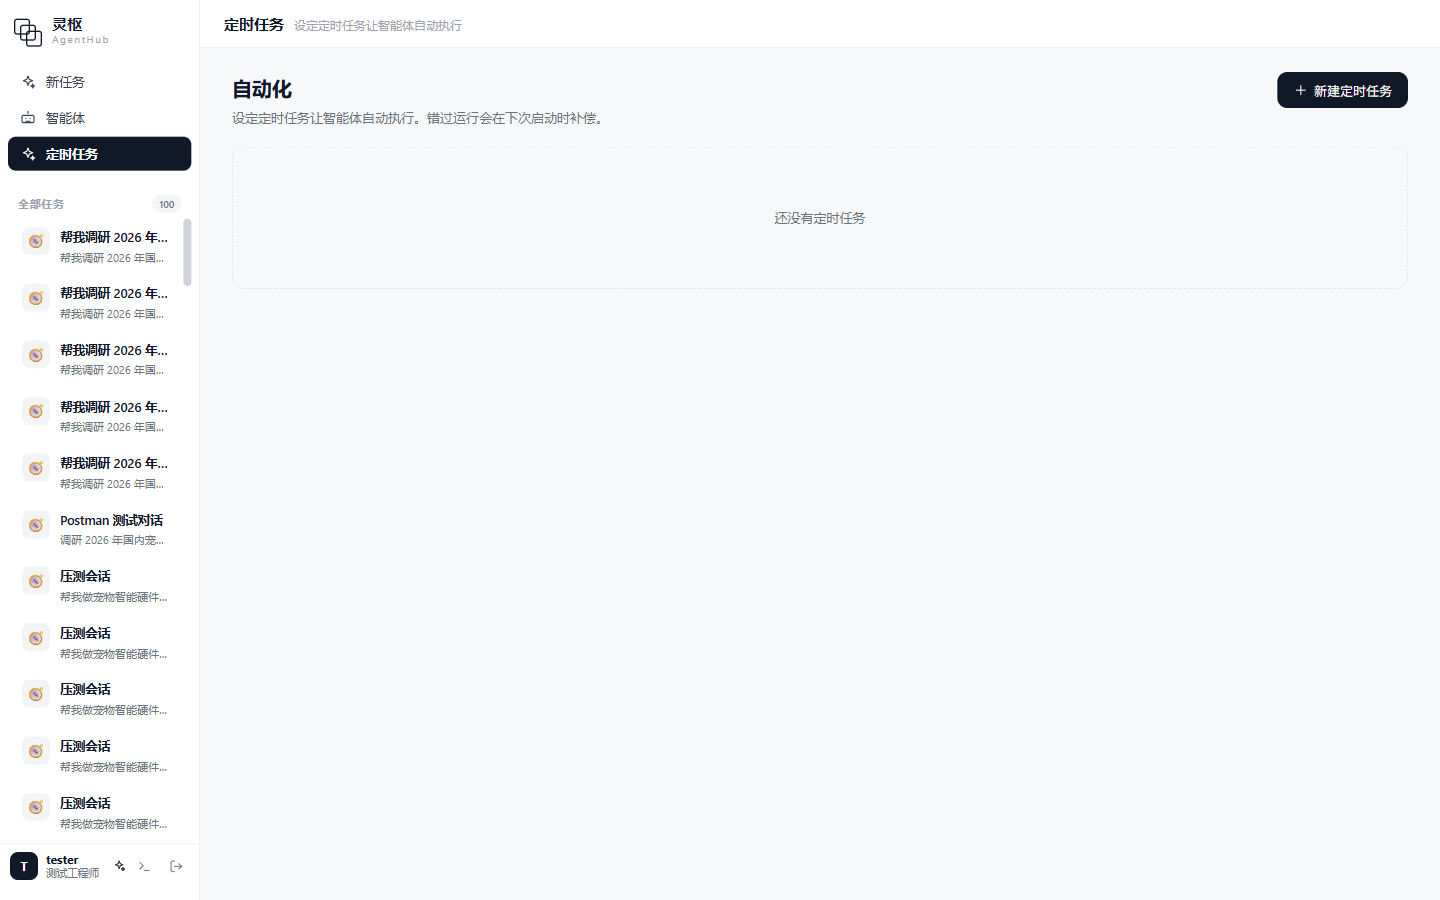 灵枢
AgentHub
新任务
智能体
定时任务
全部任务 100
帮我调研 2026 年...
帮我调研 2026 年国...
帮我调研 2026 年...
帮我调研 2026 年国...
帮我调研 2026 年...
帮我调研 2026 年国...
帮我调研 2026 年...
帮我调研 2026 年国...
帮我调研 2026 年...
帮我调研 2026 年国...
Postman 测试对话
调研 2026 年国内宠...
压测会话
帮我做宠物智能硬件...
压测会话
帮我做宠物智能硬件...
压测会话
帮我做宠物智能硬件...
压测会话
帮我做宠物智能硬件...
压测会话
帮我做宠物智能硬件...
T
tester
测试工程师
定时任务 设定定时任务让智能体自动执行
自动化
设定定时任务让智能体自动执行。错过运行会在下次启动时补偿。
新建定时任务
还没有定时任务